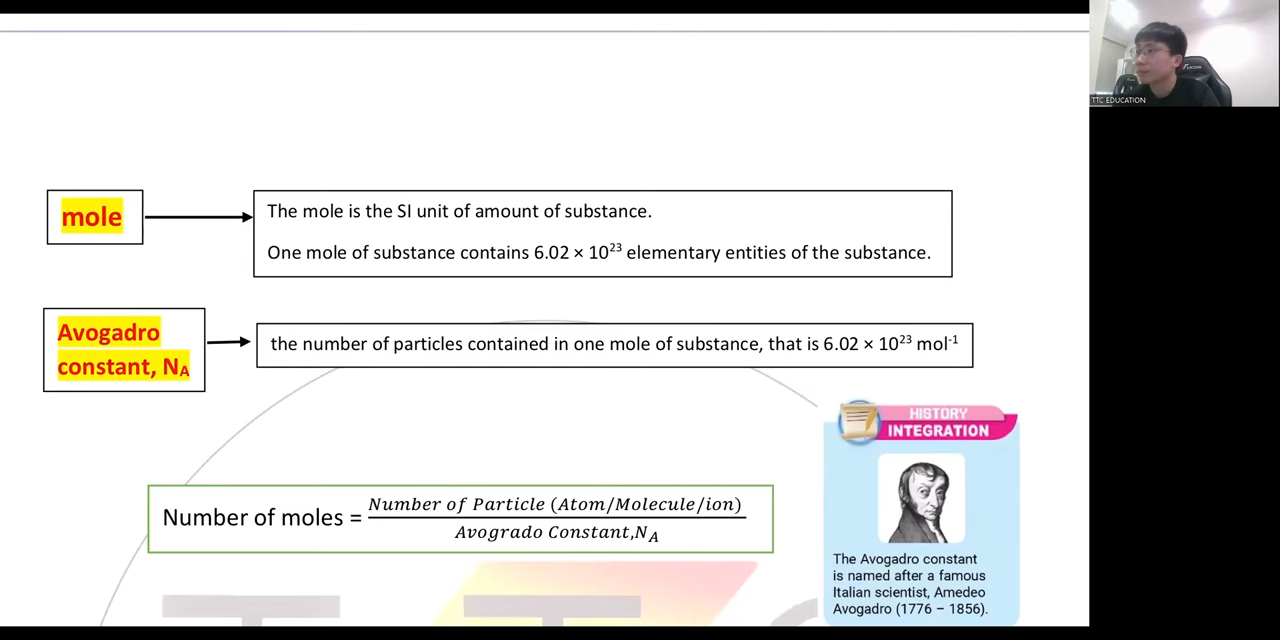 TTC EDUCATION
mole
The mole is the SI unit of amount of substance.
One mole of substance contains 6.02 × 10²³ elementary entities of the substance.
Avogadro
constant, Nᴀ
the number of particles contained in one mole of substance, that is 6.02 × 10²³ mol⁻¹
Number of moles = Number of Particle (Atom/Molecule/ion)
Avogrado Constant,Nᴀ
HISTORY
INTEGRATION
The Avogadro constant
is named after a famous
Italian scientist, Amedeo
Avogadro (1776 – 1856).